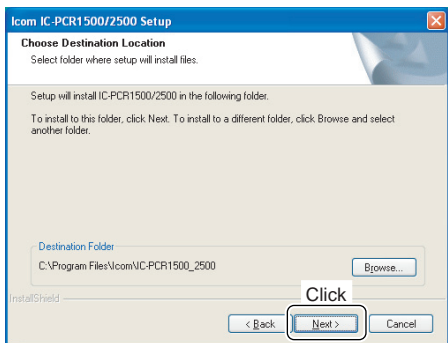 Icom IC-PCR1500/2500 Setup
Choose Destination Location
Select folder where setup will install files.
Setup will install IC-PCR1500/2500 in the following folder.
To install to this folder, click Next. To install to a different folder, click Browse and select
another folder.
Destination Folder
C:\Program Files\Icom\IC-PCR1500_2500
Browse...
InstallShield
Click
< Back
Next >
Cancel